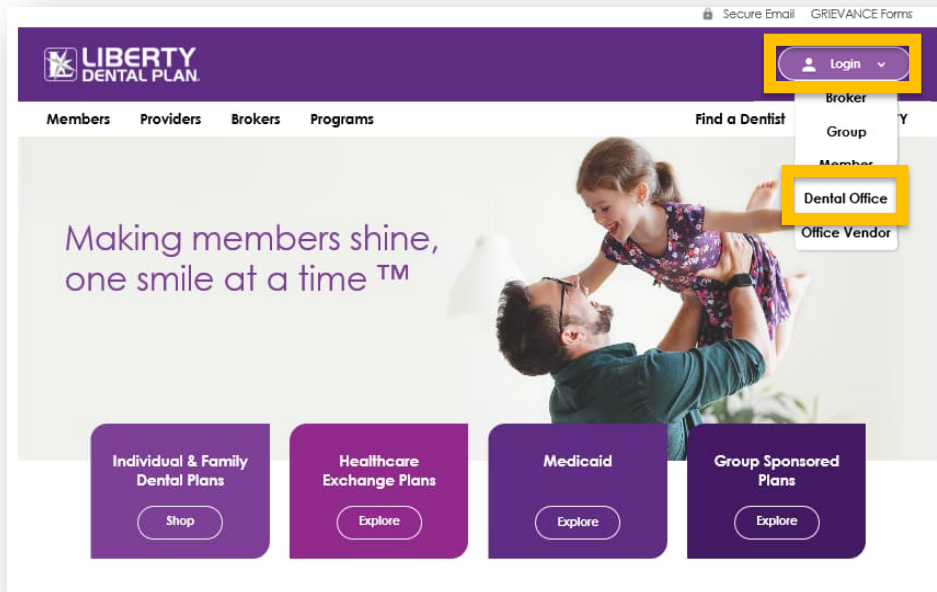 Secure Email GRIEVANCE Forms
LIBERTY
DENTAL PLAN.
Login
Members Providers Brokers Programs Find a Dentist Y
Broker
Group
Member
Dental Office
Office Vendor
Making members shine,
one smile at a time ™
Individual & Family
Dental Plans
Shop
Healthcare
Exchange Plans
Explore
Medicaid
Explore
Group Sponsored
Plans
Explore